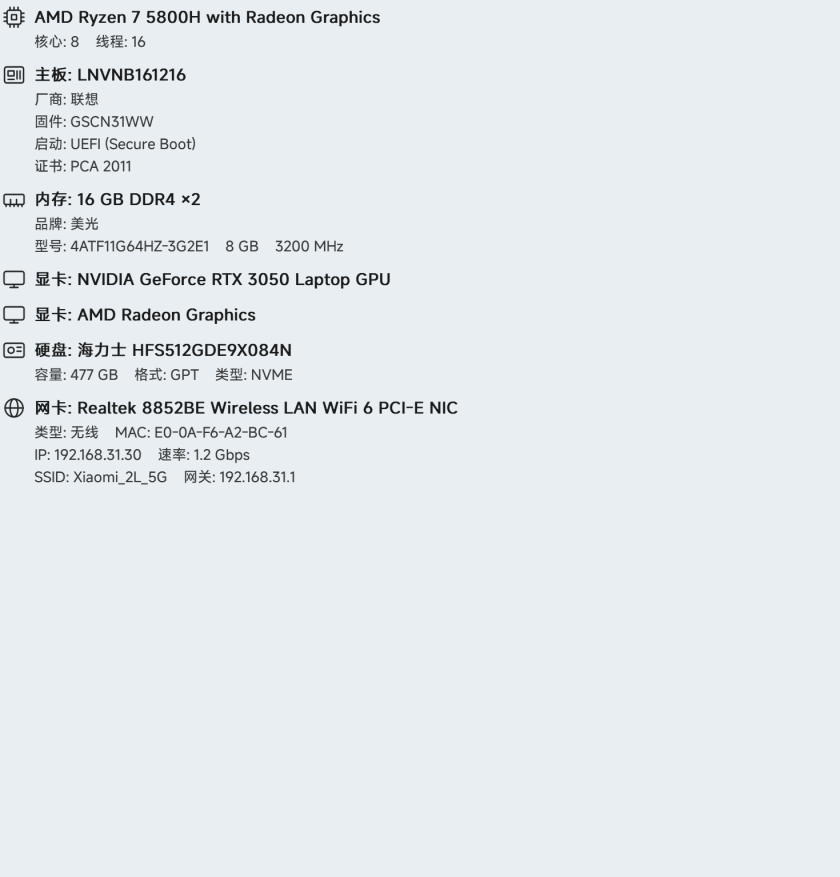 AMD Ryzen 7 5800H with Radeon Graphics
核心: 8 线程: 16
主板: LNVNB161216
厂商: 联想
固件: GSCN31WW
启动: UEFI (Secure Boot)
证书: PCA 2011
内存: 16 GB DDR4 ×2
品牌: 美光
型号: 4ATF11G64HZ-3G2E1 8 GB 3200 MHz
显卡: NVIDIA GeForce RTX 3050 Laptop GPU
显卡: AMD Radeon Graphics
硬盘: 海力士 HFS512GDE9X084N
容量: 477 GB 格式: GPT 类型: NVME
网卡: Realtek 8852BE Wireless LAN WiFi 6 PCI-E NIC
类型: 无线 MAC: E0-0A-F6-A2-BC-61
IP: 192.168.31.30 速率: 1.2 Gbps
SSID: Xiaomi_2L_5G 网关: 192.168.31.1